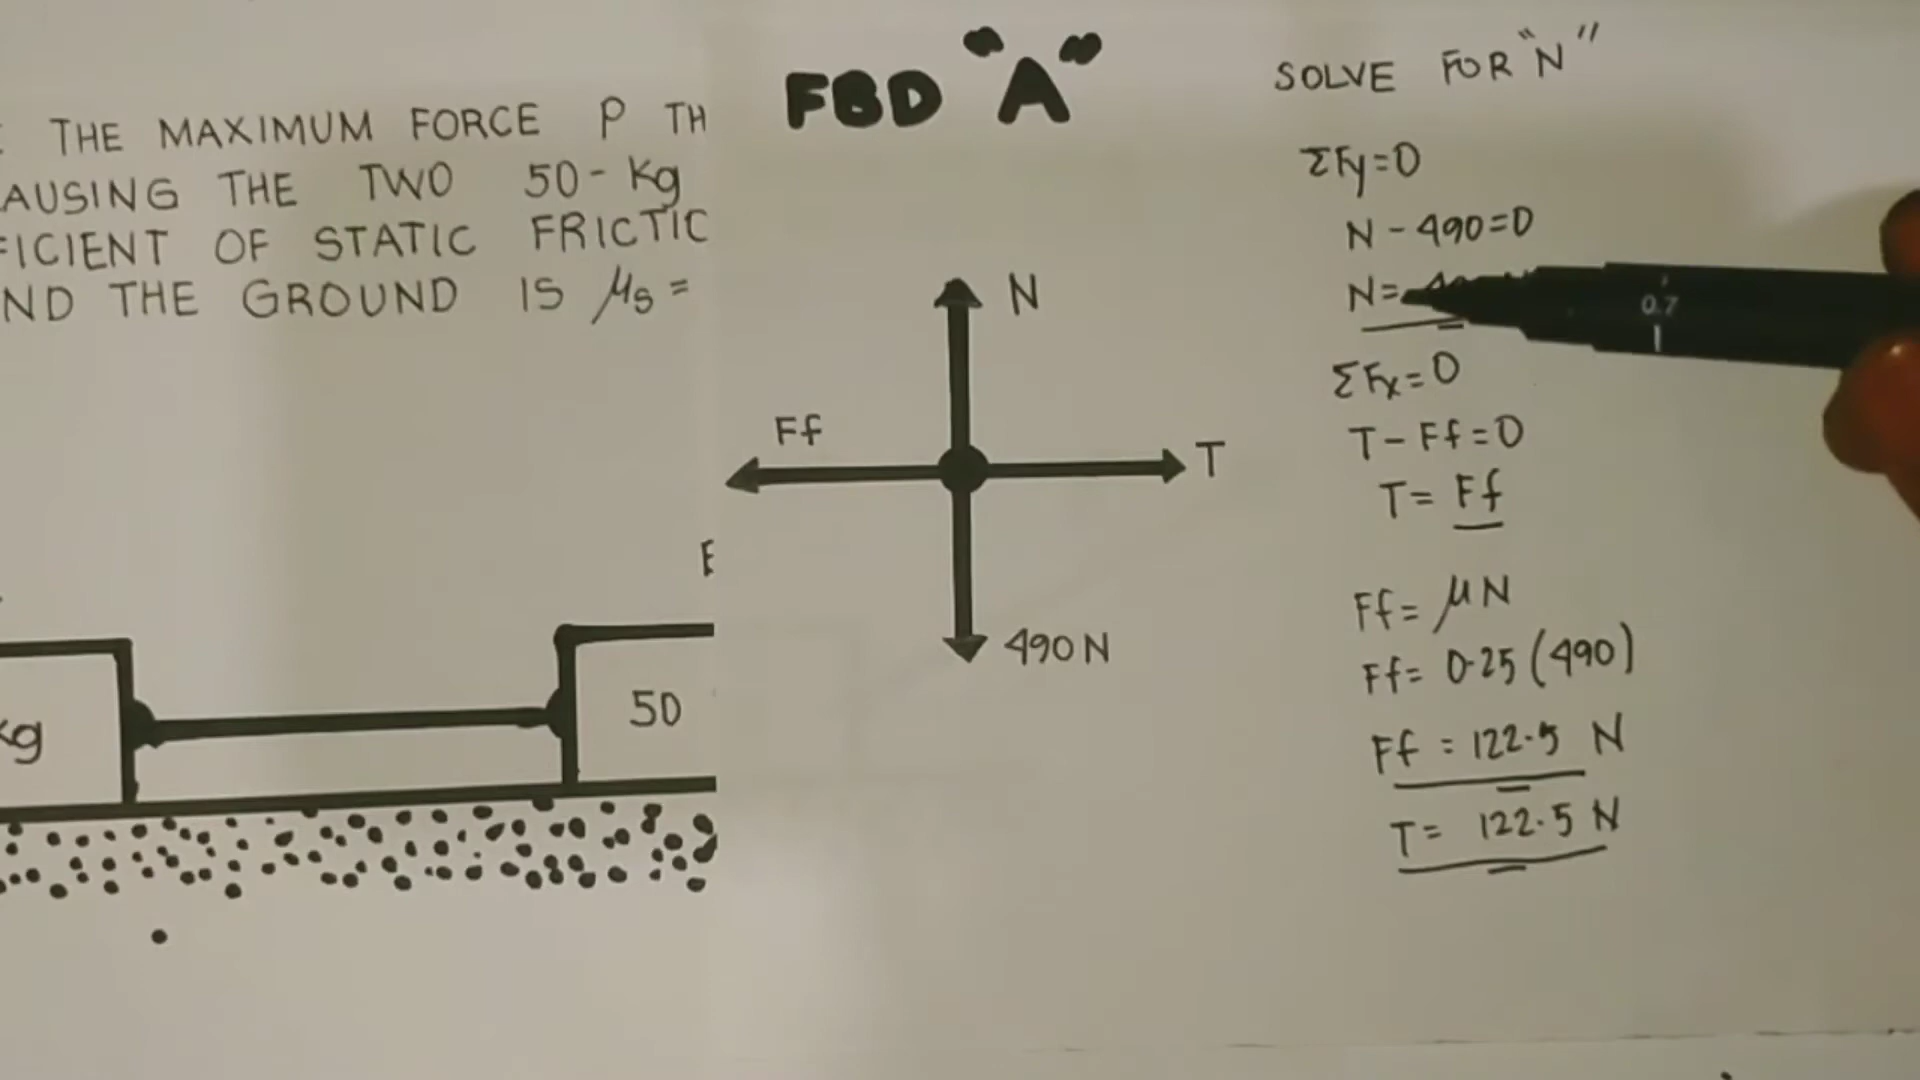 THE MAXIMUM FORCE P TH
AUSING THE TWO 50-Kg
FICIENT OF STATIC FRICTIC
ND THE GROUND IS μs =
Kg
50
FBD "A"
N
Ff
T
490 N
SOLVE FOR "N"
ΣFy=0
N-490=0
N=
ΣFx=0
T-Ff=0
T= Ff
Ff= μN
Ff= 0.25(490)
Ff = 122.5 N
T= 122.5 N
0.7